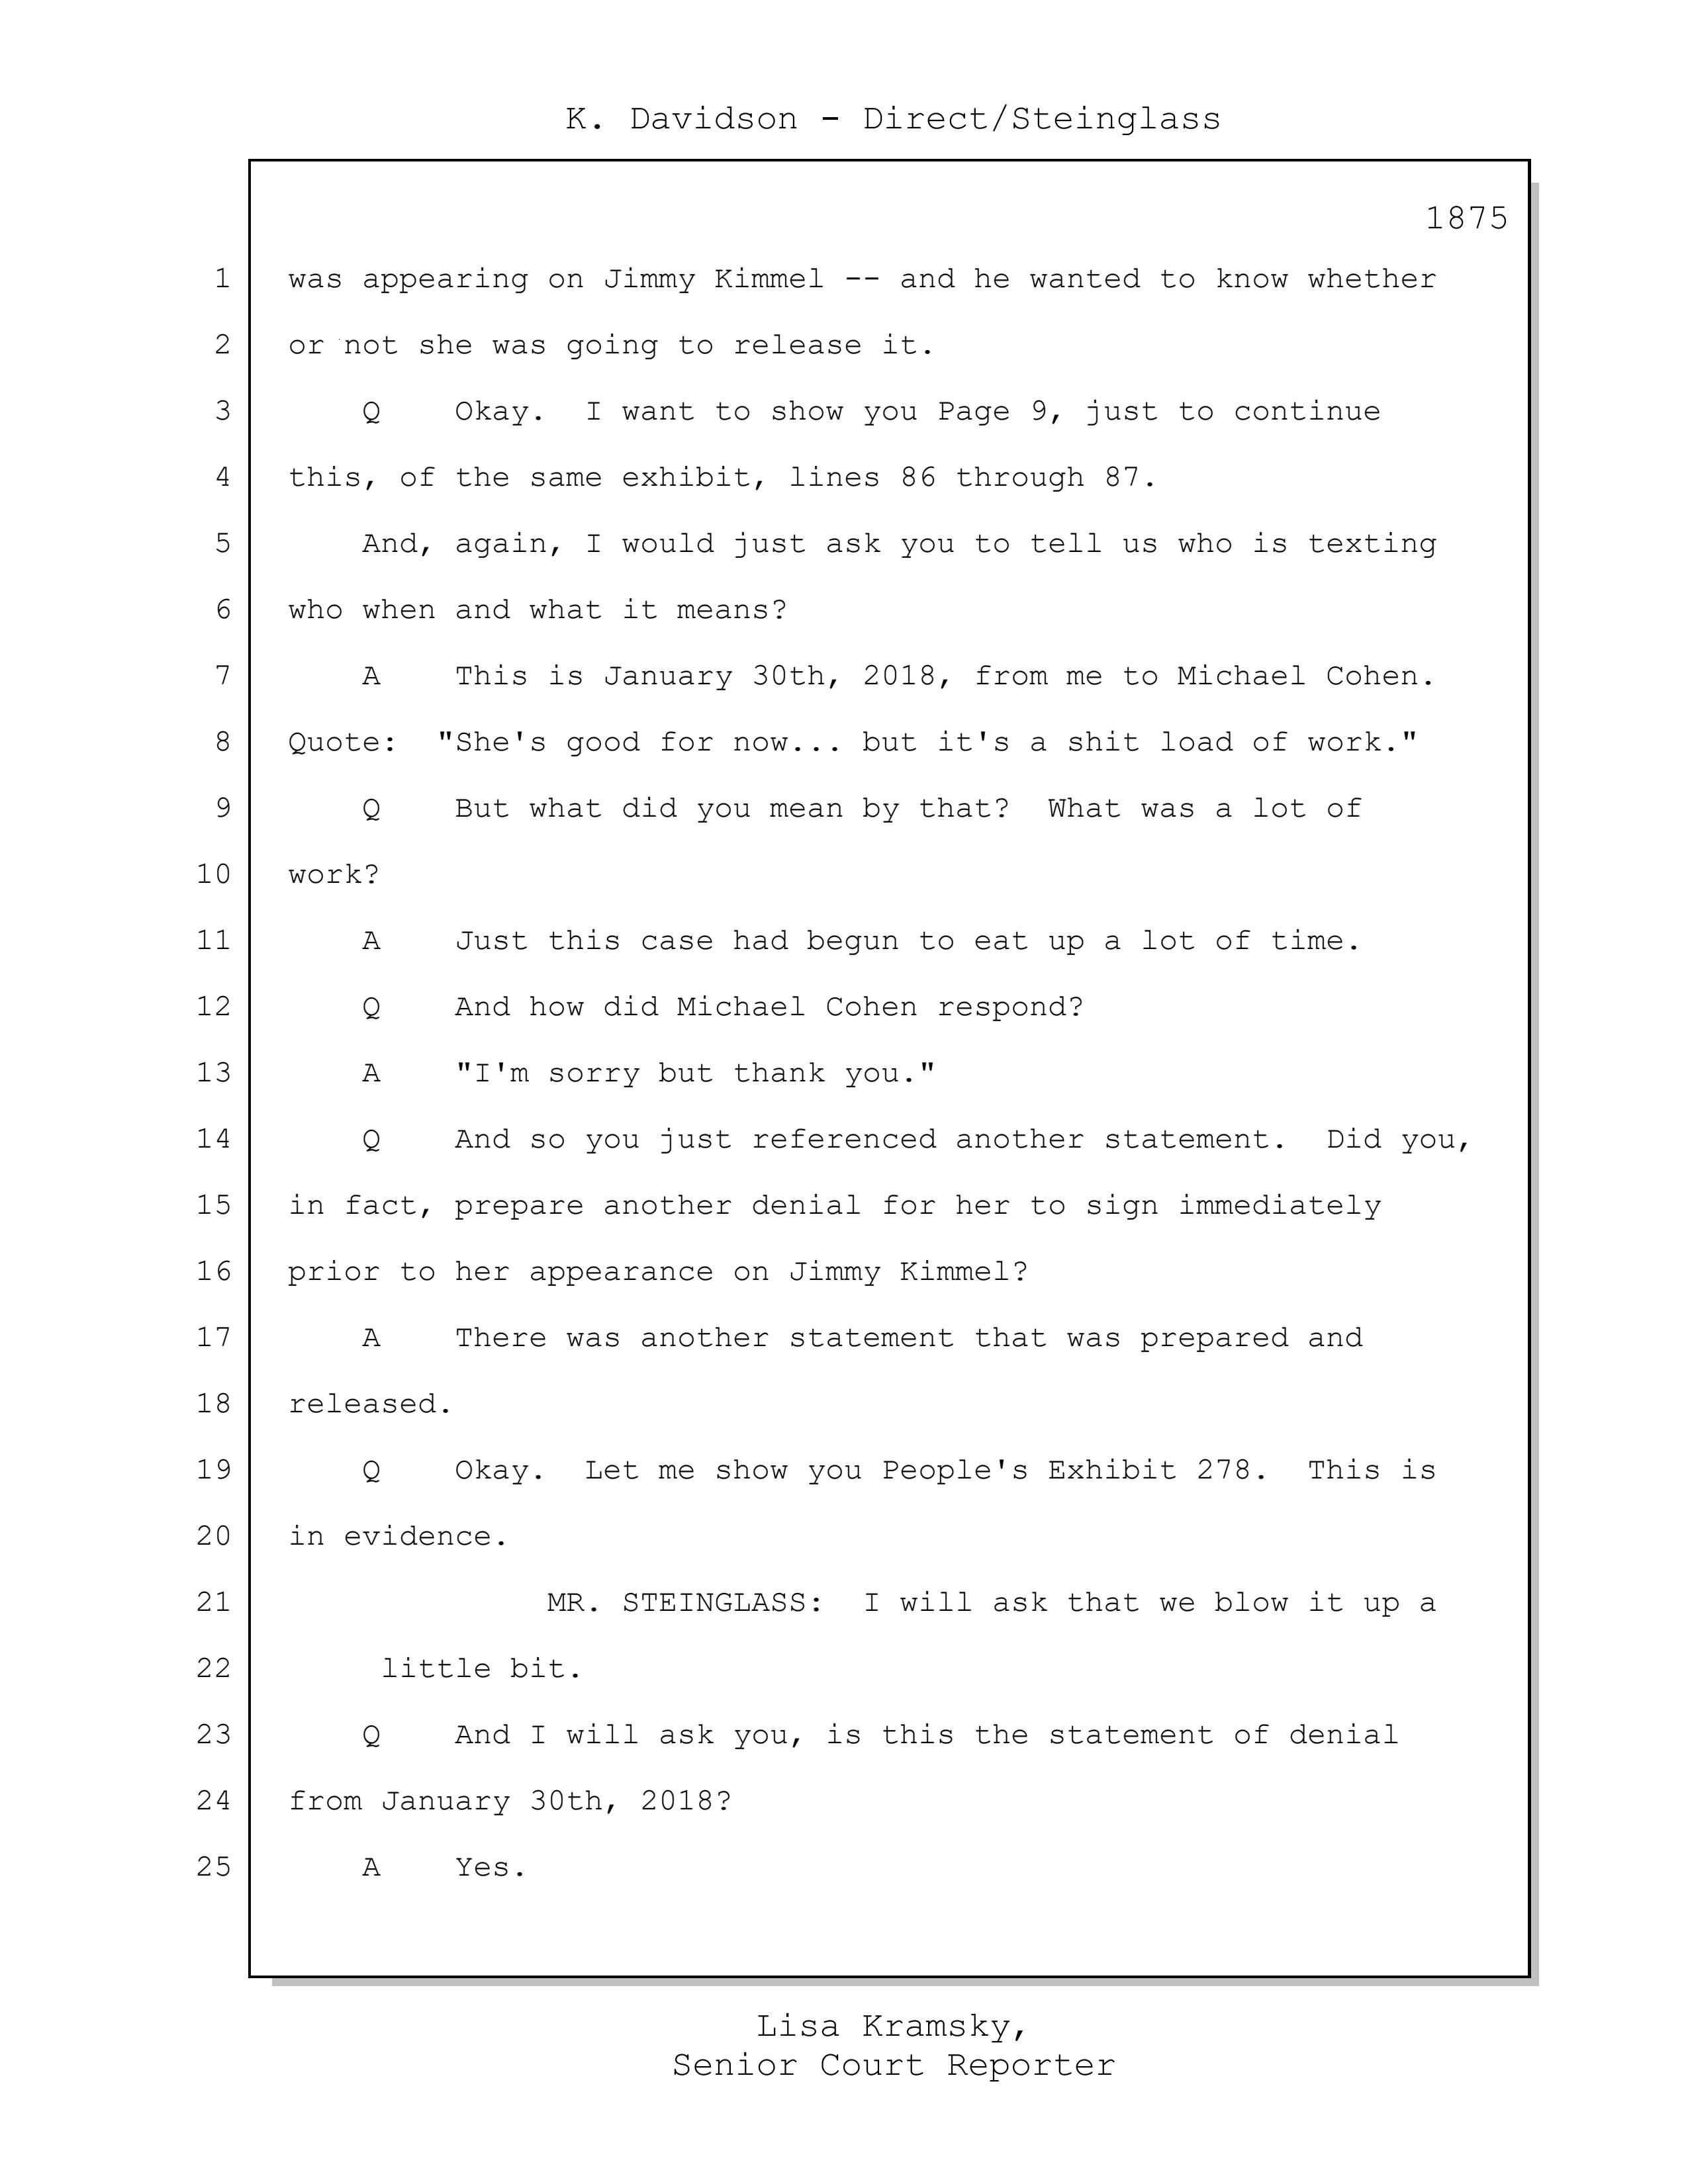 K. Davidson - Direct/Steinglass
1875
1 was appearing on Jimmy Kimmel -- and he wanted to know whether
2 or not she was going to release it.
3 Q Okay. I want to show you Page 9, just to continue
4 this, of the same exhibit, lines 86 through 87.
5 And, again, I would just ask you to tell us who is texting
6 who when and what it means?
7 A This is January 30th, 2018, from me to Michael Cohen.
8 Quote: "She's good for now... but it's a shit load of work."
9 Q But what did you mean by that? What was a lot of
10 work?
11 A Just this case had begun to eat up a lot of time.
12 Q And how did Michael Cohen respond?
13 A "I'm sorry but thank you."
14 Q And so you just referenced another statement. Did you,
15 in fact, prepare another denial for her to sign immediately
16 prior to her appearance on Jimmy Kimmel?
17 A There was another statement that was prepared and
18 released.
19 Q Okay. Let me show you People's Exhibit 278. This is
20 in evidence.
21 MR. STEINGLASS: I will ask that we blow it up a
22 little bit.
23 Q And I will ask you, is this the statement of denial
24 from January 30th, 2018?
25 A Yes.
Lisa Kramsky,
Senior Court Reporter